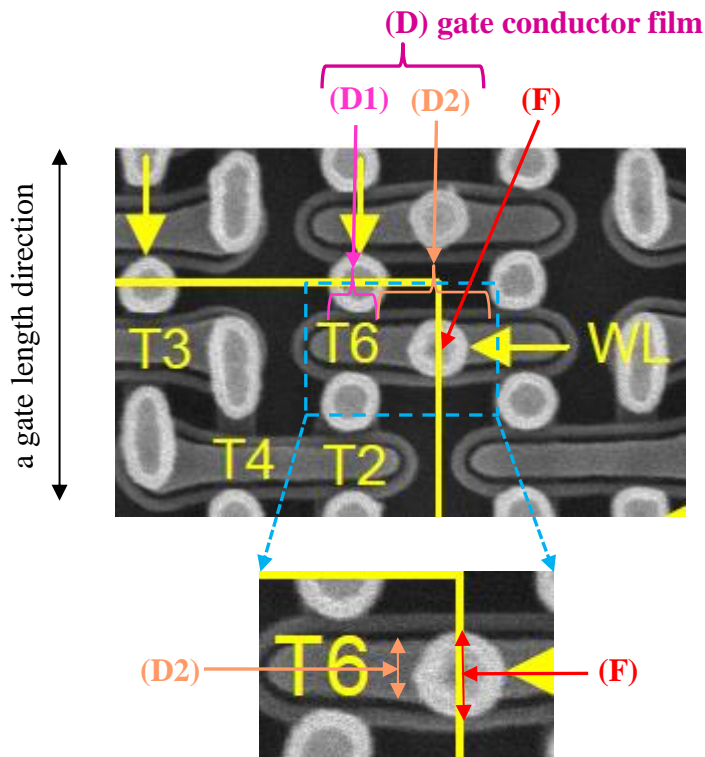 (D) gate conductor film
(D1) (D2) (F)
a gate length direction
T3 T6 WL
T4 T2
T6
(D2) (F)